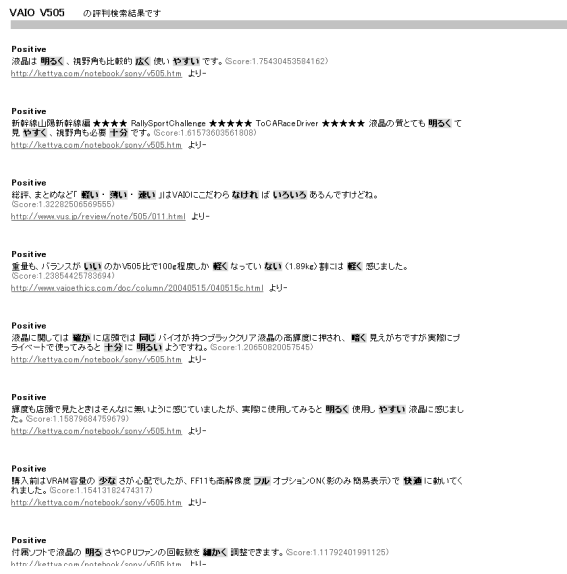 VAIO V505 の評判検索結果です
Positive
液晶は 明るく 、視野角も比較的 広く 使い やすい です。(Score:1.75430453584162)
http://kettya.com/notebook/sony/v505.htm より-
Positive
新幹線山陽新幹線編 ★★★★ RallySportChallenge ★★★★★ ToCARaceDriver ★★★★★ 液晶の質とても 明るく て
見 やすく 、視野角も必要 十分 です。(Score:1.61573603561808)
http://kettya.com/notebook/sony/v505.htm より-
Positive
総評、まとめなど「 軽い ・ 薄い ・ 速い 」はVAIOにこだわら なけれ ば いろいろ あるんですけどね。
(Score:1.32282506569555)
http://www.vus.jp/review/note/505/011.html より-
Positive
重量も、バランスが いい のかV505比で100g程度しか 軽く なってい ない (1.89kg) 割には 軽く 感じました。
(Score:1.23854425783694)
http://www.vaioethics.com/doc/column/20040515/040515c.html より-
Positive
液晶に関しては 確か に店頭では 同じ バイオが持つブラッククリア液晶の高輝度に押され、 暗く 見えがちですが実際にプ
ライベートで使ってみると 十分 に 明るい ようですね。(Score:1.20650820057545)
http://kettya.com/notebook/sony/v505.htm より-
Positive
輝度も店頭で見たときはそんなに無いように感じていましたが、実際に使用してみると 明るく 使用し やすい 液晶に感じまし
た。(Score:1.15879684759679)
http://kettya.com/notebook/sony/v505.htm より-
Positive
購入前はVRAM容量の 少な さが心配でしたが、FF11も高解像度 フル オプションON(影のみ簡易表示)で 快適 に動いてく
れました。(Score:1.15413182474317)
http://kettya.com/notebook/sony/v505.htm より-
Positive
付属ソフトで液晶の 明る さやCPUファンの回転数を 細かく 調整できます。(Score:1.11792401991125)
http://kettya.com/notebook/sony/v505.htm より-